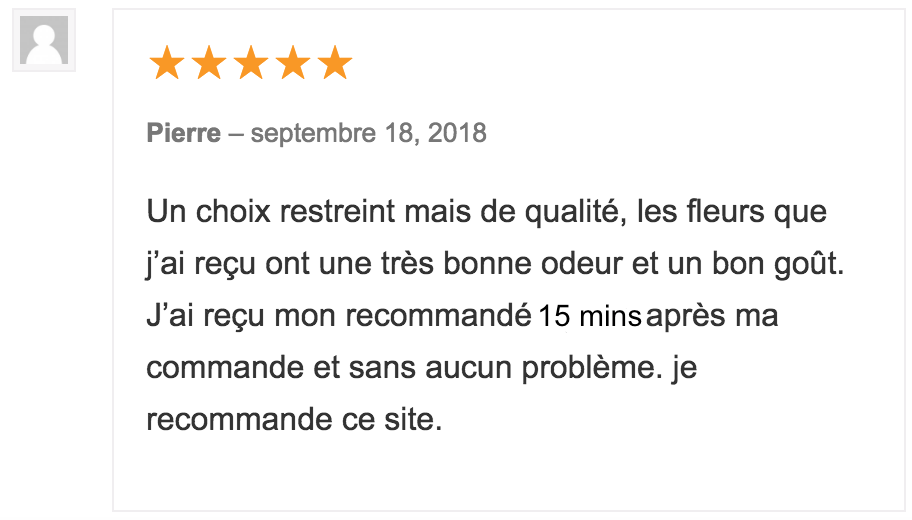 Pierre – septembre 18, 2018
Un choix restreint mais de qualité, les fleurs que
j’ai reçu ont une très bonne odeur et un bon goût.
J’ai reçu mon recommandé 15 mins après ma
commande et sans aucun problème. je
recommande ce site.